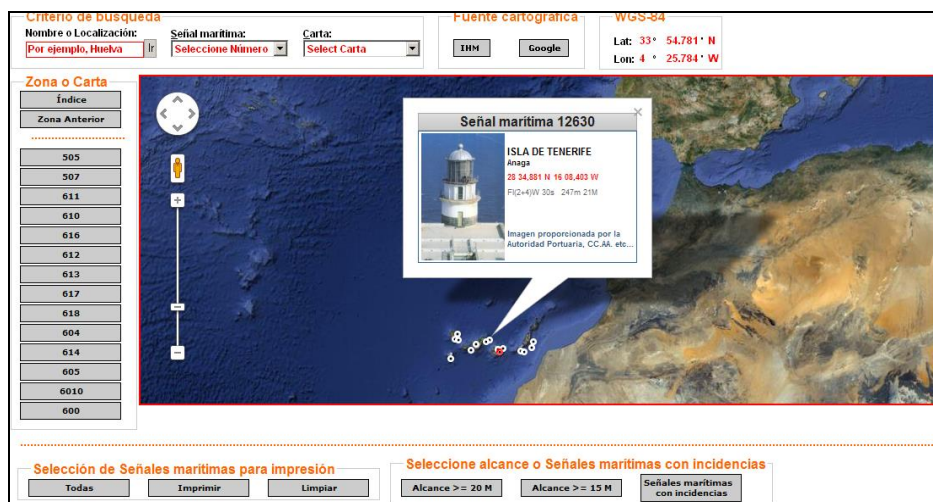 Criterio de búsqueda
Nombre o Localización:
Por ejemplo, Huelva
Ir
Señal marítima:
Seleccione Número
Carta:
Select Carta
Fuente cartográfica
IHM
Google
WGS-84
Lat: 33° 54.781' N
Lon: 4 ° 25.784' W
Zona o Carta
Índice
Zona Anterior
505
507
611
610
616
612
613
617
618
604
614
605
6010
600
Señal marítima 12630
ISLA DE TENERIFE
Anaga
28 34,881 N 16 08,403 W
Fl(2+4)W 30s 247m 21M
Imagen proporcionada por la
Autoridad Portuaria, CC.AA. etc...
Selección de Señales marítimas para impresión
Todas
Imprimir
Limpiar
Seleccione alcance o Señales marítimas con incidencias
Alcance >= 20 M
Alcance >= 15 M
Señales marítimas
con incidencias